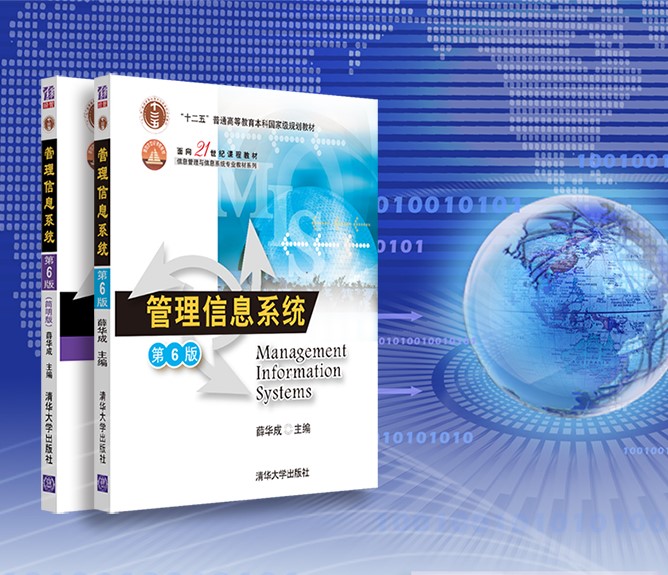 "十二五"普通高等教育本科国家级规划教材
面向21世纪课程教材
信息管理与信息系统专业教材系列
MIS
管理信息系统
第6版
Management
Information
Systems
薛华成 主编
清华大学出版社
管理信息系统 第6版 薛华成 主编 清华大学出版社
管理信息系统 第6版 (简明版) 薛华成 主编 清华大学出版社
010010101
0101
010010101
0101
0101010